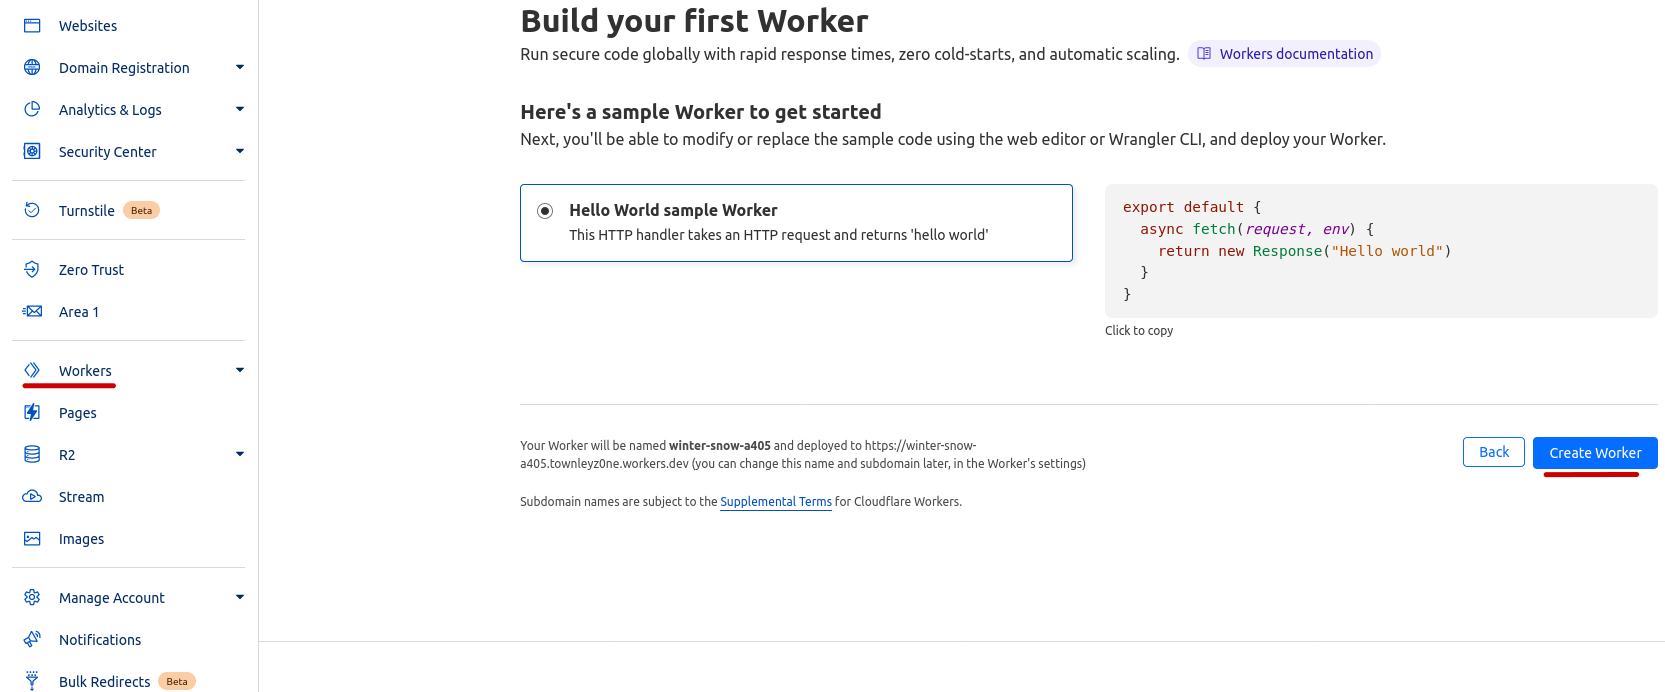 Websites
Domain Registration
Analytics & Logs
Security Center
Turnstile Beta
Zero Trust
Area 1
Workers
Pages
R2
Stream
Images
Manage Account
Notifications
Bulk Redirects Beta
Build your first Worker
Run secure code globally with rapid response times, zero cold-starts, and automatic scaling. Workers documentation
Here's a sample Worker to get started
Next, you'll be able to modify or replace the sample code using the web editor or Wrangler CLI, and deploy your Worker.
Hello World sample Worker
This HTTP handler takes an HTTP request and returns 'hello world'
export default {
  async fetch(request, env) {
    return new Response("Hello world")
  }
}
Click to copy
Your Worker will be named winter-snow-a405 and deployed to https://winter-snow-
a405.townleyz0ne.workers.dev (you can change this name and subdomain later, in the Worker's settings)
Subdomain names are subject to the Supplemental Terms for Cloudflare Workers.
Back
Create Worker